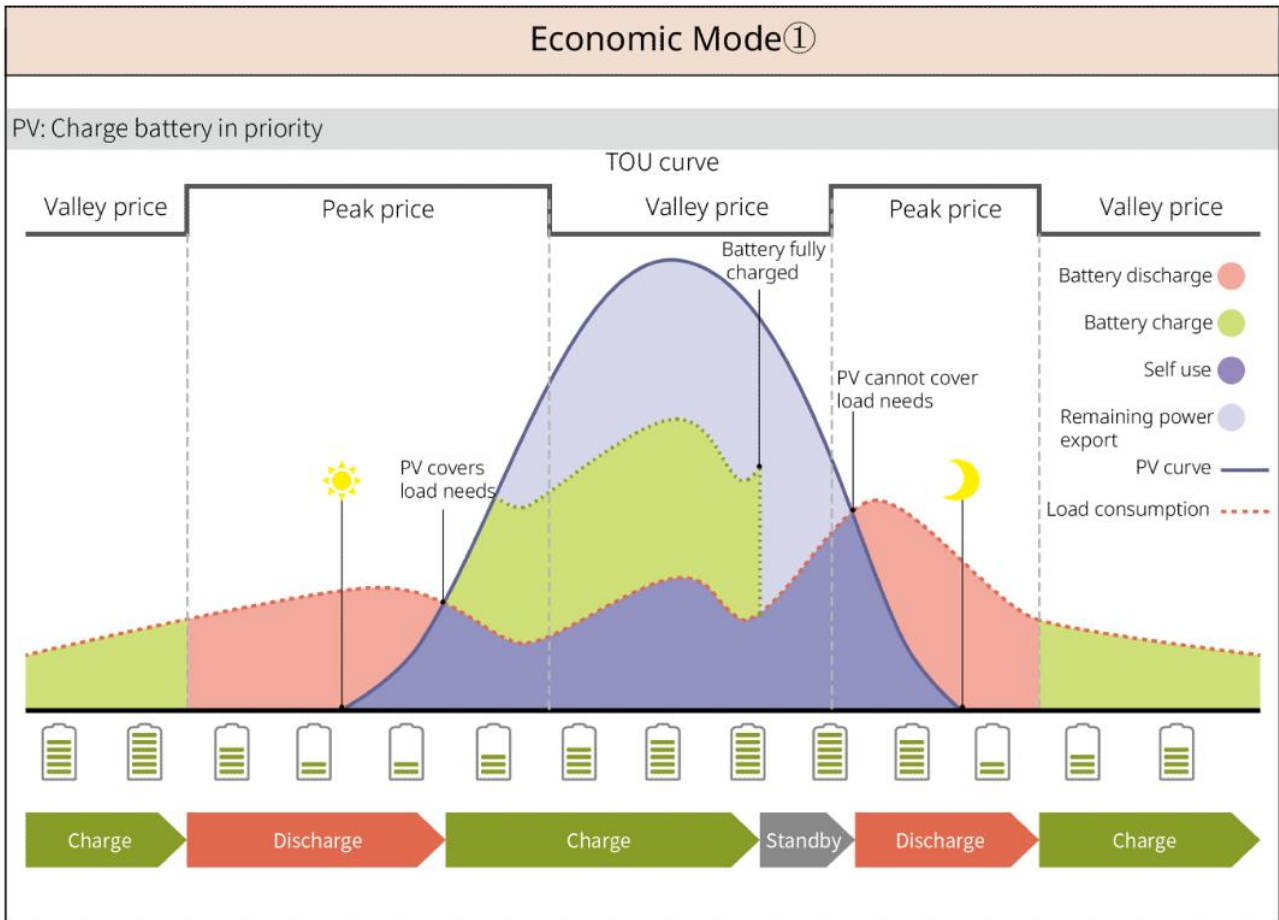 Economic Mode①
PV: Charge battery in priority
TOU curve
Valley price
Peak price
Valley price
Peak price
Valley price
Battery fully
charged
Battery discharge
Battery charge
Self use
Remaining power
export
PV curve
Load consumption
PV cannot cover
load needs
PV covers
load needs
Charge
Discharge
Charge
Standby
Discharge
Charge